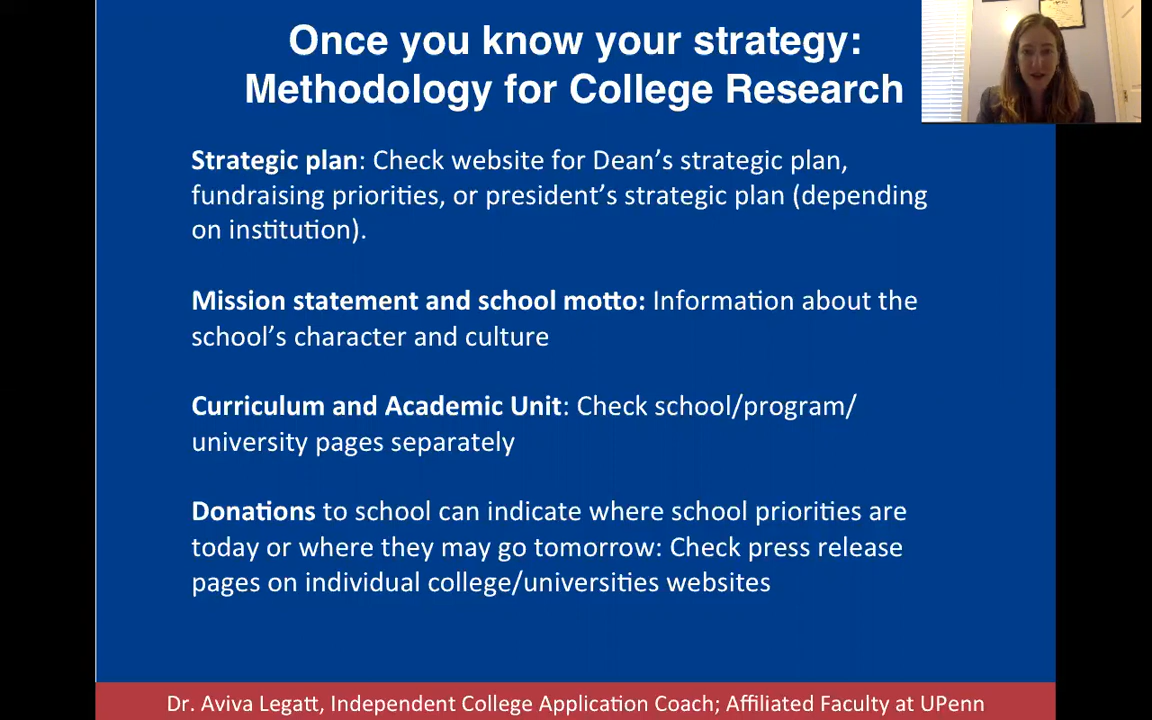 Once you know your strategy:
Methodology for College Research
Strategic plan: Check website for Dean’s strategic plan,
fundraising priorities, or president’s strategic plan (depending
on institution).
Mission statement and school motto: Information about the
school’s character and culture
Curriculum and Academic Unit: Check school/program/
university pages separately
Donations to school can indicate where school priorities are
today or where they may go tomorrow: Check press release
pages on individual college/universities websites
Dr. Aviva Legatt, Independent College Application Coach; Affiliated Faculty at UPenn